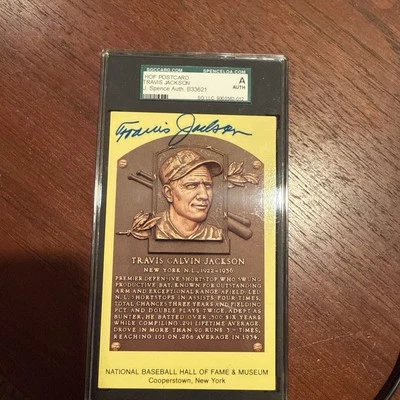 SGCCARD.COM SPENCELOA.COM
HOF POSTCARD
TRAVIS JACKSON
J. Spence Auth. B33621
A
AUTH
Travis Jackson
TRAVIS CALVIN JACKSON
NEW YORK N.L., 1922-1936
PREMIER DEFENSIVE SHORTSTOP WHO SWUNG
PRODUCTIVE BAT. KNOWN FOR OUTSTANDING
ARM AND EXCEPTIONAL RANGE AFIELD. LED
N.L. SHORTSTOPS IN ASSISTS FOUR TIMES,
TOTAL CHANCES THREE YEARS AND FIELDING
PCT. AND DOUBLE PLAYS TWICE. ADEPT AS
BUNTER, HE BATTED OVER .300 SIX YEARS
WHILE COMPILING .291 LIFETIME AVERAGE.
DROVE IN MORE THAN 90 RUNS 3 TIMES,
REACHING 101 ON .268 AVERAGE IN 1934.
NATIONAL BASEBALL HALL OF FAME & MUSEUM
Cooperstown, New York